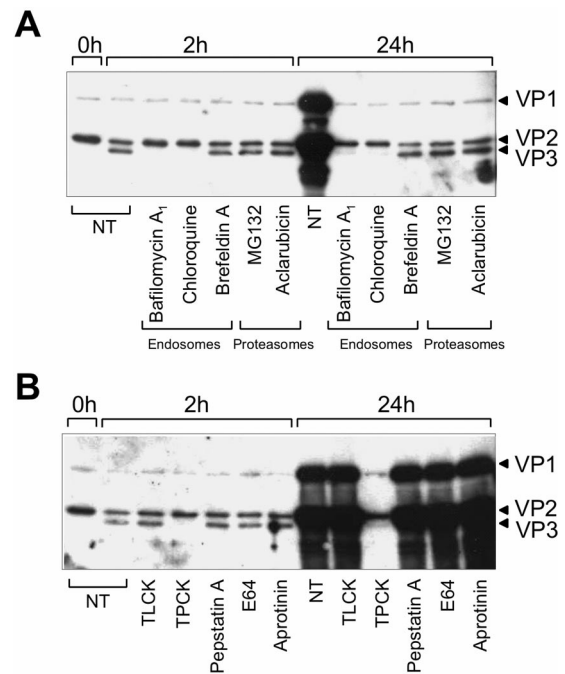 A
0h 2h 24h
VP1
VP2
VP3
NT Bafilomycin A1 Chloroquine Brefeldin A MG132 Aclarubicin NT Bafilomycin A1 Chloroquine Brefeldin A MG132 Aclarubicin
Endosomes Proteasomes Endosomes Proteasomes
B
0h 2h 24h
VP1
VP2
VP3
NT TLCK TPCK Pepstatin A E64 Aprotinin NT TLCK TPCK Pepstatin A E64 Aprotinin